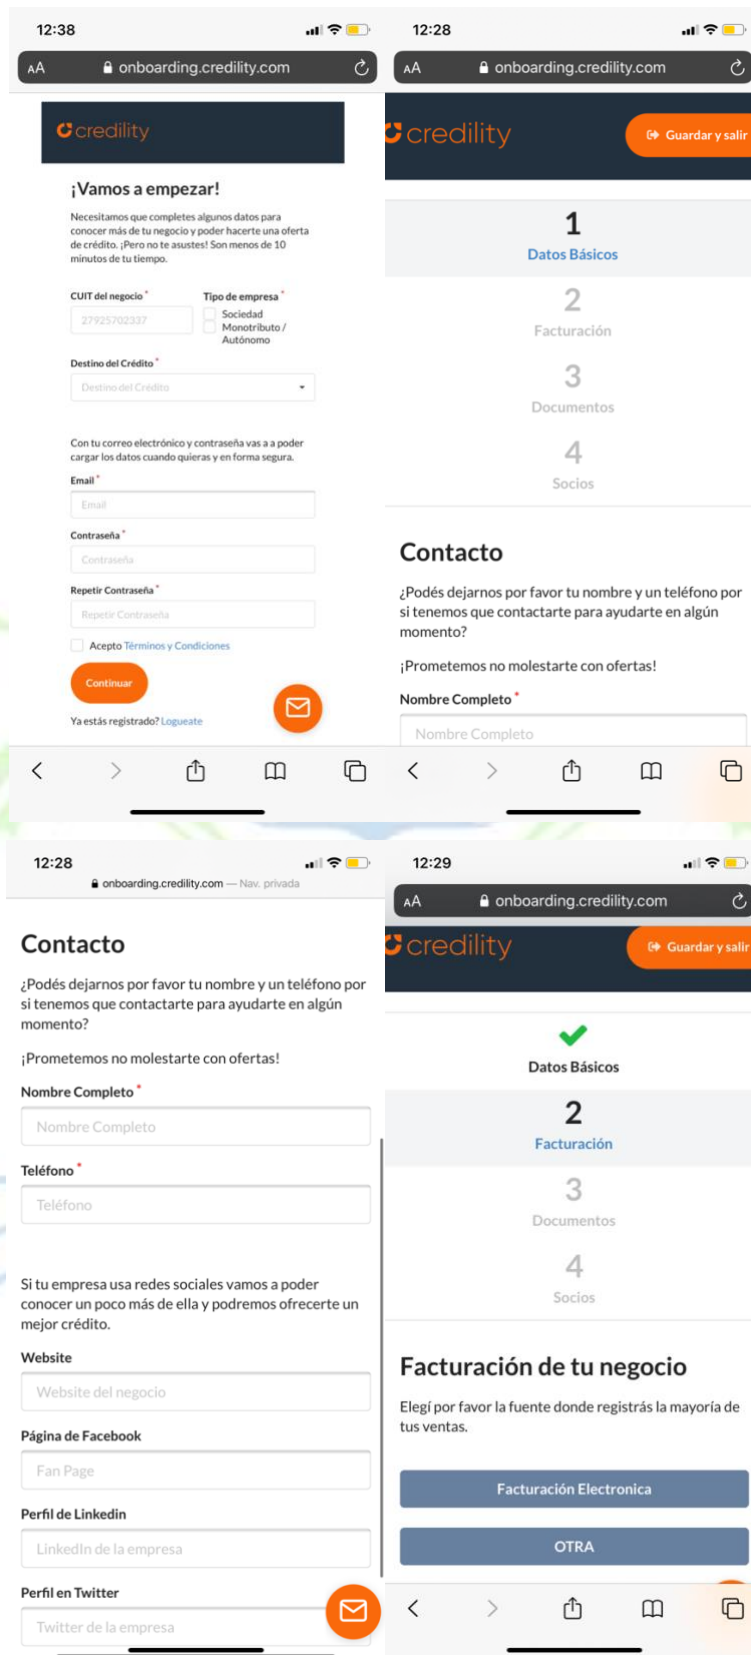 12:38
AA onboarding.credility.com
credility
¡Vamos a empezar!
Necesitamos que completes algunos datos para
conocer más de tu negocio y poder hacerte una oferta
de crédito. ¡Pero no te asustes! Son menos de 10
minutos de tu tiempo.
CUIT del negocio *
27925702337
Tipo de empresa *
Sociedad
Monotributo /
Autónomo
Destino del Crédito *
Destino del Crédito
Con tu correo electrónico y contraseña vas a a poder
cargar los datos cuando quieras y en forma segura.
Email *
Email
Contraseña *
Contraseña
Repetir Contraseña *
Repetir Contraseña
Acepto Términos y Condiciones
Continuar
Ya estás registrado? Logueate
12:28
AA onboarding.credility.com
credility
Guardar y salir
1
Datos Básicos
2
Facturación
3
Documentos
4
Socios
Contacto
¿Podés dejarnos por favor tu nombre y un teléfono por
si tenemos que contactarte para ayudarte en algún
momento?
¡Prometemos no molestarte con ofertas!
Nombre Completo *
Nombre Completo
12:28
onboarding.credility.com — Nav. privada
Contacto
¿Podés dejarnos por favor tu nombre y un teléfono por
si tenemos que contactarte para ayudarte en algún
momento?
¡Prometemos no molestarte con ofertas!
Nombre Completo *
Nombre Completo
Teléfono *
Teléfono
Si tu empresa usa redes sociales vamos a poder
conocer un poco más de ella y podremos ofrecerte un
mejor crédito.
Website
Website del negocio
Página de Facebook
Fan Page
Perfil de Linkedin
LinkedIn de la empresa
Perfil en Twitter
Twitter de la empresa
12:29
AA onboarding.credility.com
credility
Guardar y salir
Datos Básicos
2
Facturación
3
Documentos
4
Socios
Facturación de tu negocio
Elegí por favor la fuente donde registrás la mayoría de
tus ventas.
Facturación Electronica
OTRA